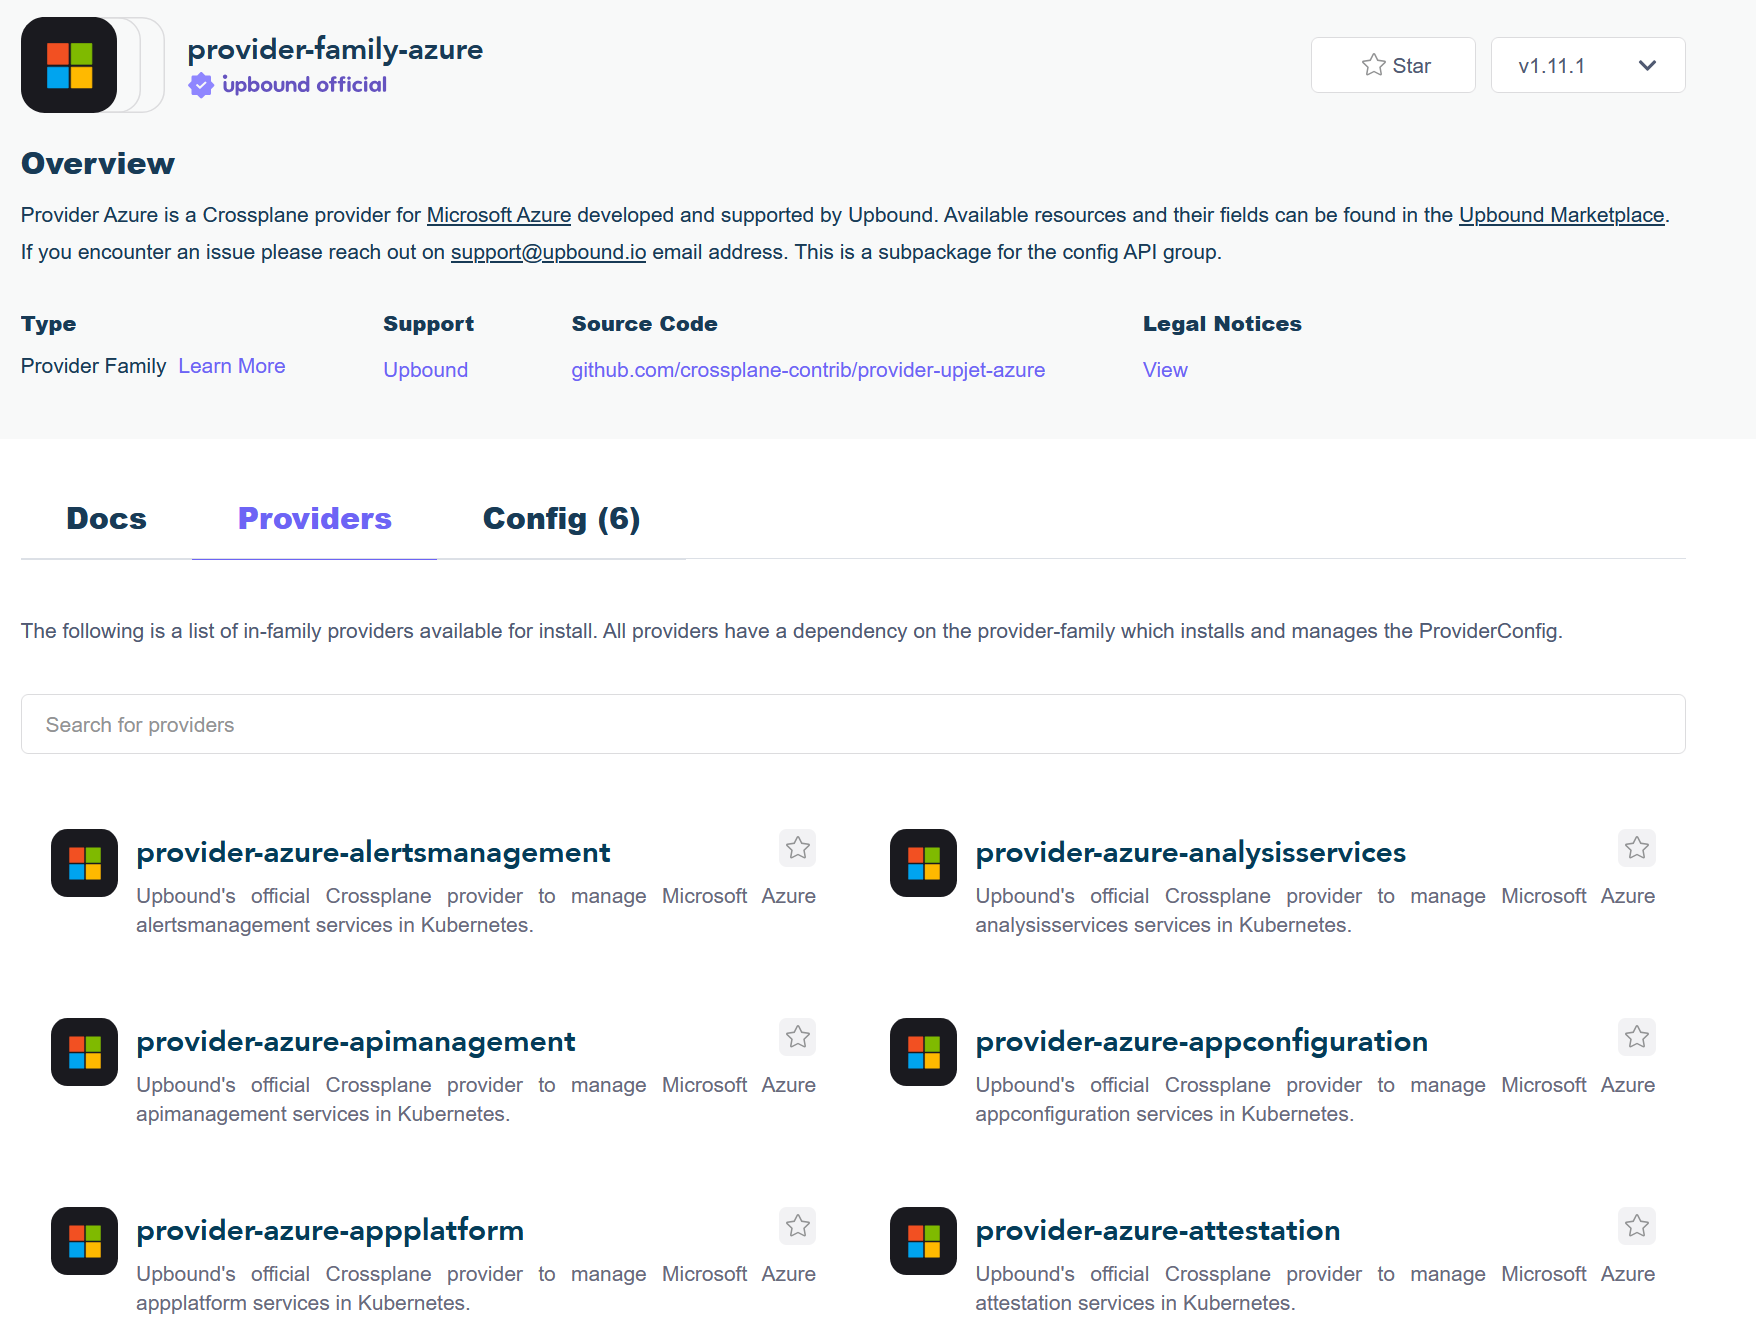 provider-family-azure
upbound official
Star
v1.11.1
Overview
Provider Azure is a Crossplane provider for Microsoft Azure developed and supported by Upbound. Available resources and their fields can be found in the Upbound Marketplace.
If you encounter an issue please reach out on support@upbound.io email address. This is a subpackage for the config API group.
Type
Provider Family Learn More
Support
Upbound
Source Code
github.com/crossplane-contrib/provider-upjet-azure
Legal Notices
View
Docs
Providers
Config (6)
The following is a list of in-family providers available for install. All providers have a dependency on the provider-family which installs and manages the ProviderConfig.
Search for providers
provider-azure-alertsmanagement
Upbound's official Crossplane provider to manage Microsoft Azure
alertsmanagement services in Kubernetes.
provider-azure-analysisservices
Upbound's official Crossplane provider to manage Microsoft Azure
analysisservices services in Kubernetes.
provider-azure-apimanagement
Upbound's official Crossplane provider to manage Microsoft Azure
apimanagement services in Kubernetes.
provider-azure-appconfiguration
Upbound's official Crossplane provider to manage Microsoft Azure
appconfiguration services in Kubernetes.
provider-azure-appplatform
Upbound's official Crossplane provider to manage Microsoft Azure
appplatform services in Kubernetes.
provider-azure-attestation
Upbound's official Crossplane provider to manage Microsoft Azure
attestation services in Kubernetes.